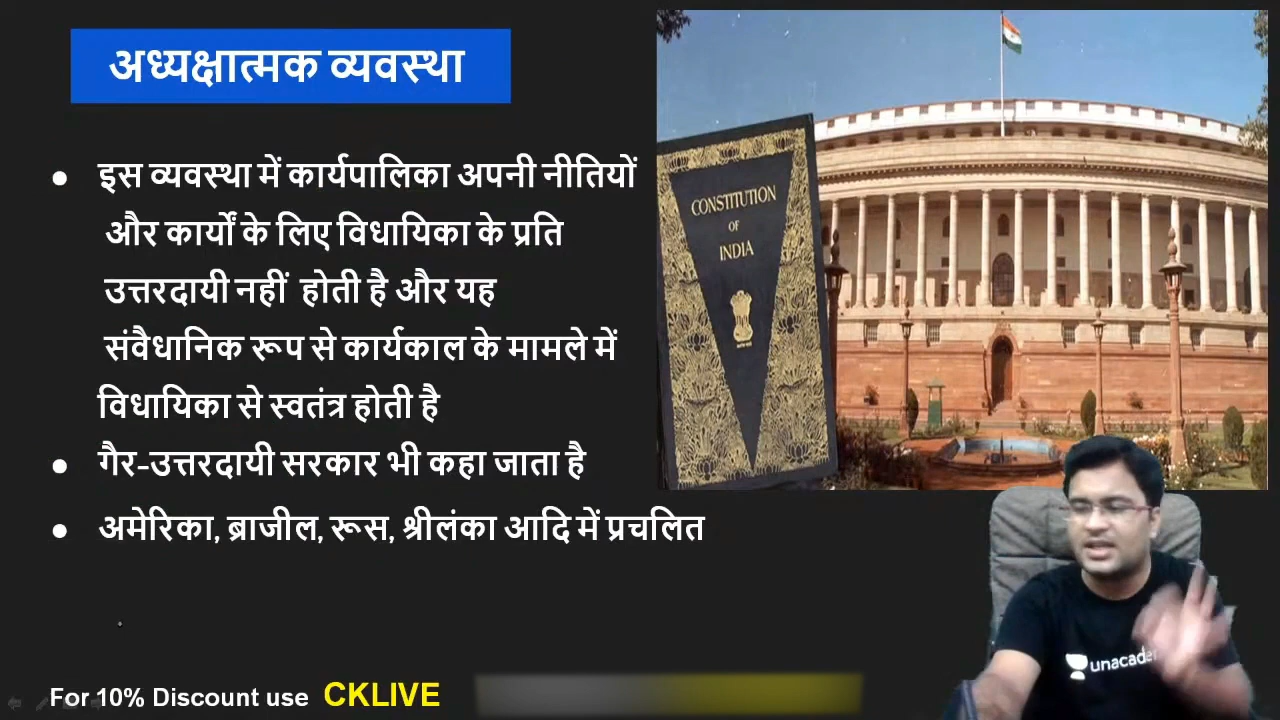 अध्यक्षात्मक व्यवस्था
• इस व्यवस्था में कार्यपालिका अपनी नीतियों
और कार्यों के लिए विधायिका के प्रति
उत्तरदायी नहीं होती है और यह
संवैधानिक रूप से कार्यकाल के मामले में
विधायिका से स्वतंत्र होती है
• गैर-उत्तरदायी सरकार भी कहा जाता है
• अमेरिका, ब्राजील, रूस, श्रीलंका आदि में प्रचलित
CONSTITUTION
OF
INDIA
For 10% Discount use CKLIVE